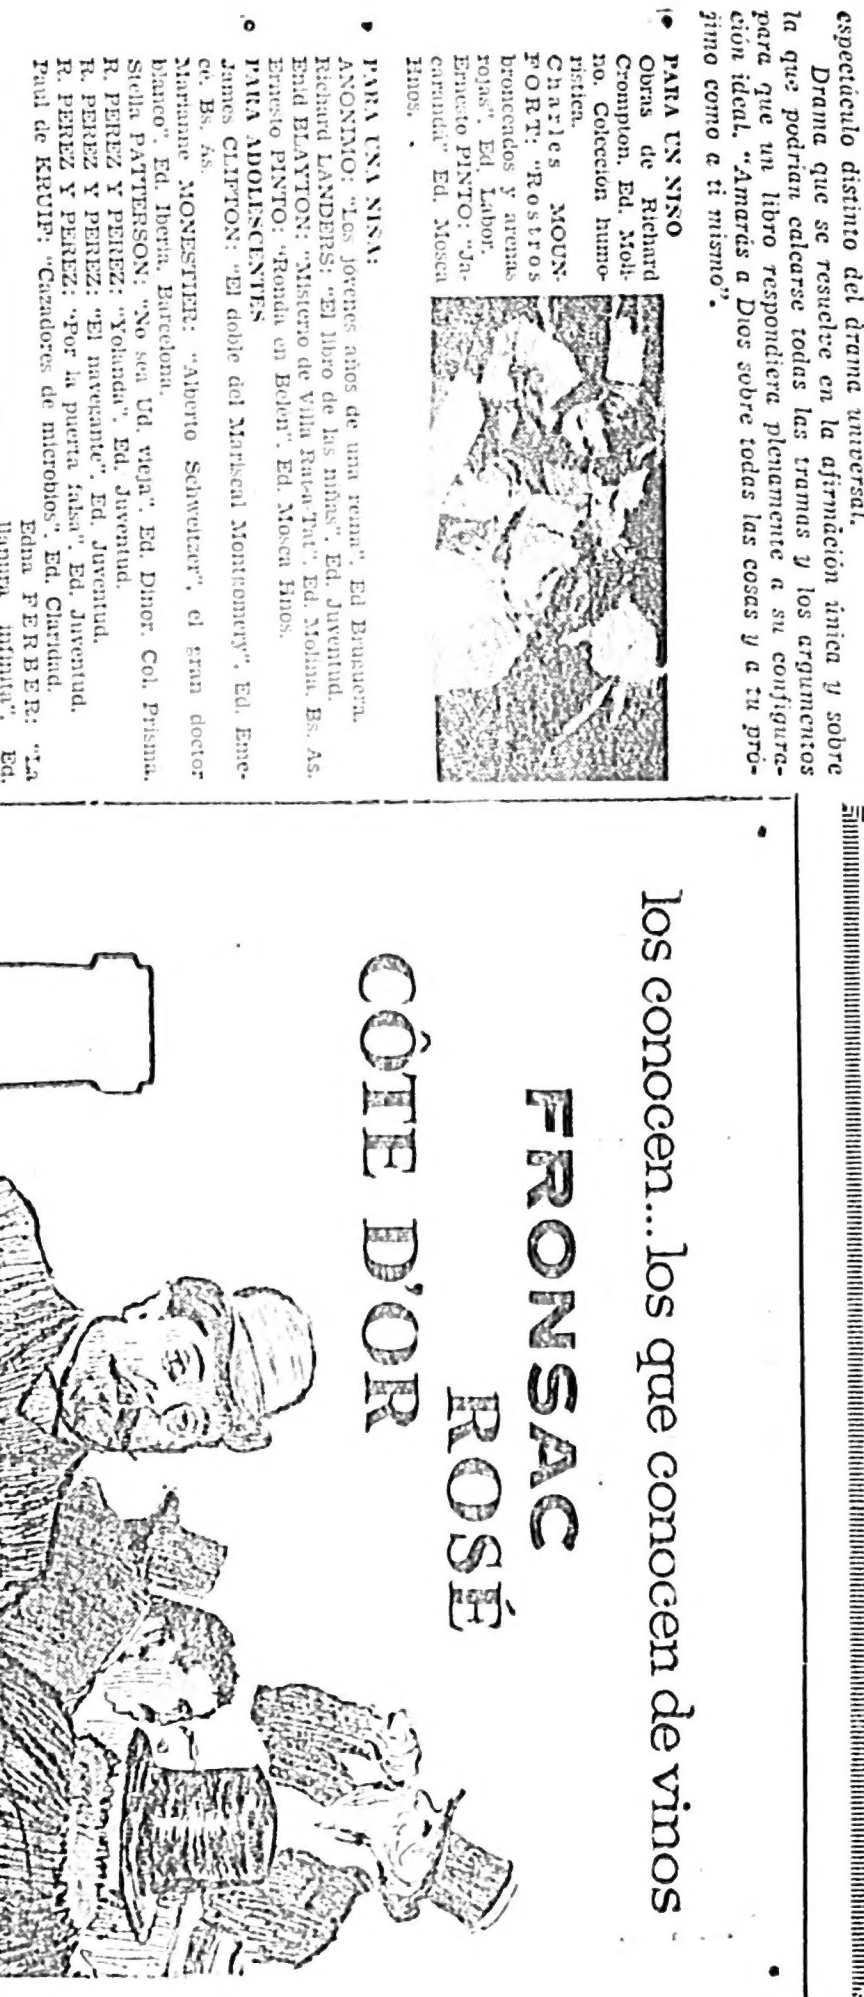 espectáculo distinto del drama universal.
Drama que se resuelve en la afirmación única y sobre
la que podrían calcarse todas las tramas y los argumentos
para que un libro respondiera plenamente a su configura-
ción ideal. "Amarás a Dios sobre todas las cosas y a tu pró-
jimo como a ti mismo".
PARA UN NIÑO
Obras de Richard
Crompton. Ed. Moli-
no. Colección humo-
rística.
Charles MOUN-
FORT: "Rostros
bronceados y arenas
rojas". Ed. Labor.
Ernesto PINTO: "Ja-
carandá" Ed. Mosca
Hnos.
PARA UNA NIÑA:
ANONIMO: "Los jóvenes años de una reina". Ed Bruguera.
Richard LANDERS: "El libro de las niñas". Ed. Juventud.
Enid BLAYTON: "Misterio de Villa Rat-a-Tat". Ed. Molina. Bs. As.
Ernesto PINTO: "Ronda en Belén". Ed. Mosca Hnos.
PARA ADOLESCENTES
James CLIFTON: "El doble del Mariscal Montgomery". Ed. Eme-
cé. Bs. As.
Marianne MONESTIER: "Alberto Schweitzer", el gran doctor
blanco". Ed. Iberia. Barcelona.
Stella PATTERSON: "No sea Ud. vieja". Ed. Dinor. Col. Prisma.
R. PEREZ Y PEREZ: "Yolanda". Ed. Juventud.
R. PEREZ Y PEREZ: "El navegante". Ed. Juventud.
R. PEREZ Y PEREZ: "Por la puerta falsa". Ed. Juventud.
Paul de KRUIF: "Cazadores de microbios". Ed. Claridad.
Edna FERBER: "La
llanura infinita". Ed.
los conocen...los que conocen de vinos
FRONSAC
ROSÉ
CÔTE D'OR